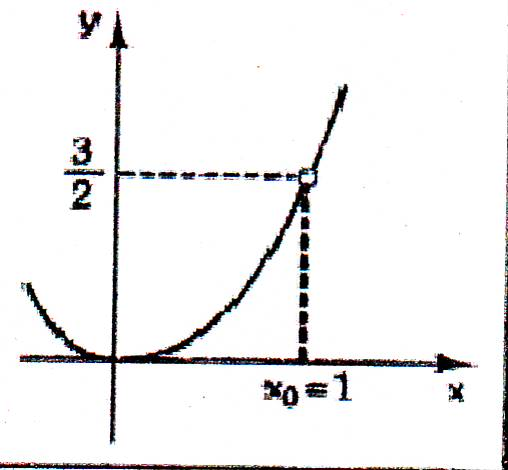 y
3/2
x₀ = 1
x